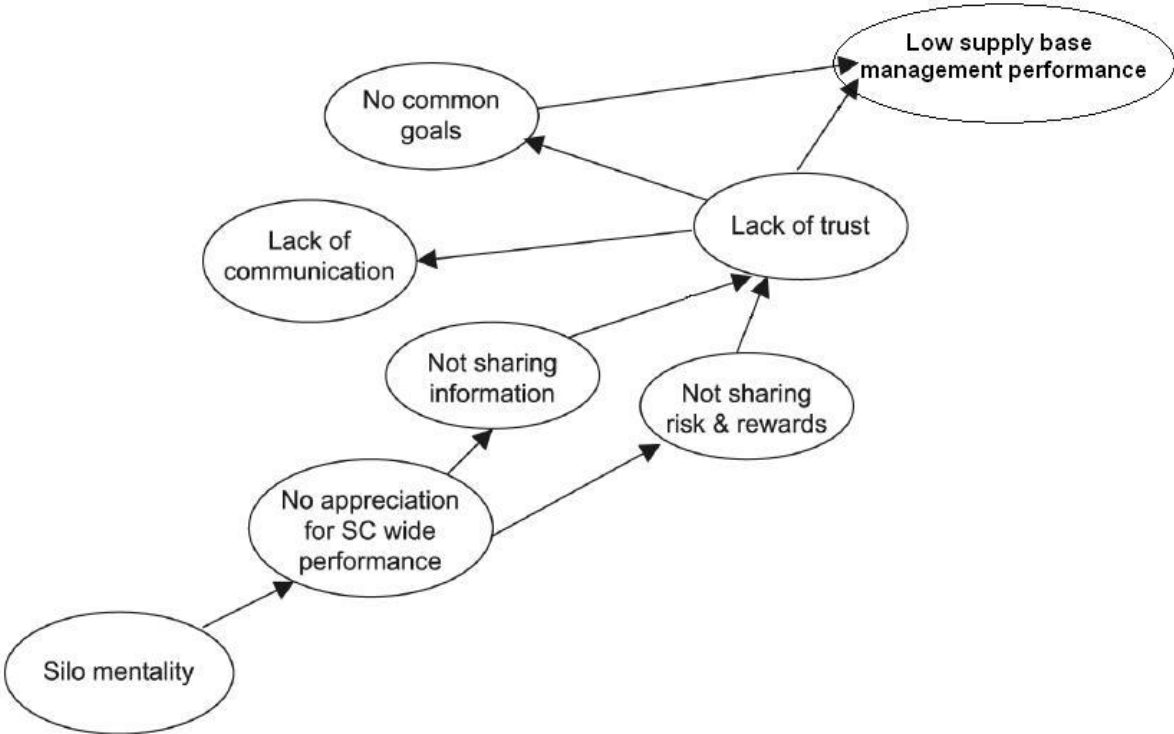 Low supply base
management performance
No common
goals
Lack of trust
Lack of
communication
Not sharing
information
Not sharing
risk & rewards
No appreciation
for SC wide
performance
Silo mentality